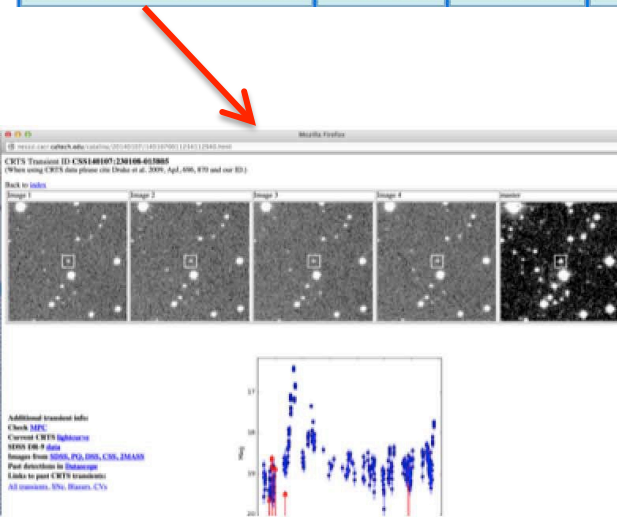 Mozilla Firefox
CRTS Transient ID CSS140107:230108-015805
(When using CRTS data please cite Drake et al. 2009, ApJ, 696, 870 and our ID.)
Back to index
Image 1 Image 2 Image 3 Image 4 master
17
18
19
20
Mag
Additional transient info:
Check MPC
Current CRTS lightcurve
SDSS DR-9 data
Images from SDSS, PQ, DSS, CSS, 2MASS
Past detections in Datascope
Links to past CRTS transients:
All transients, SNe, Blazars, CVs